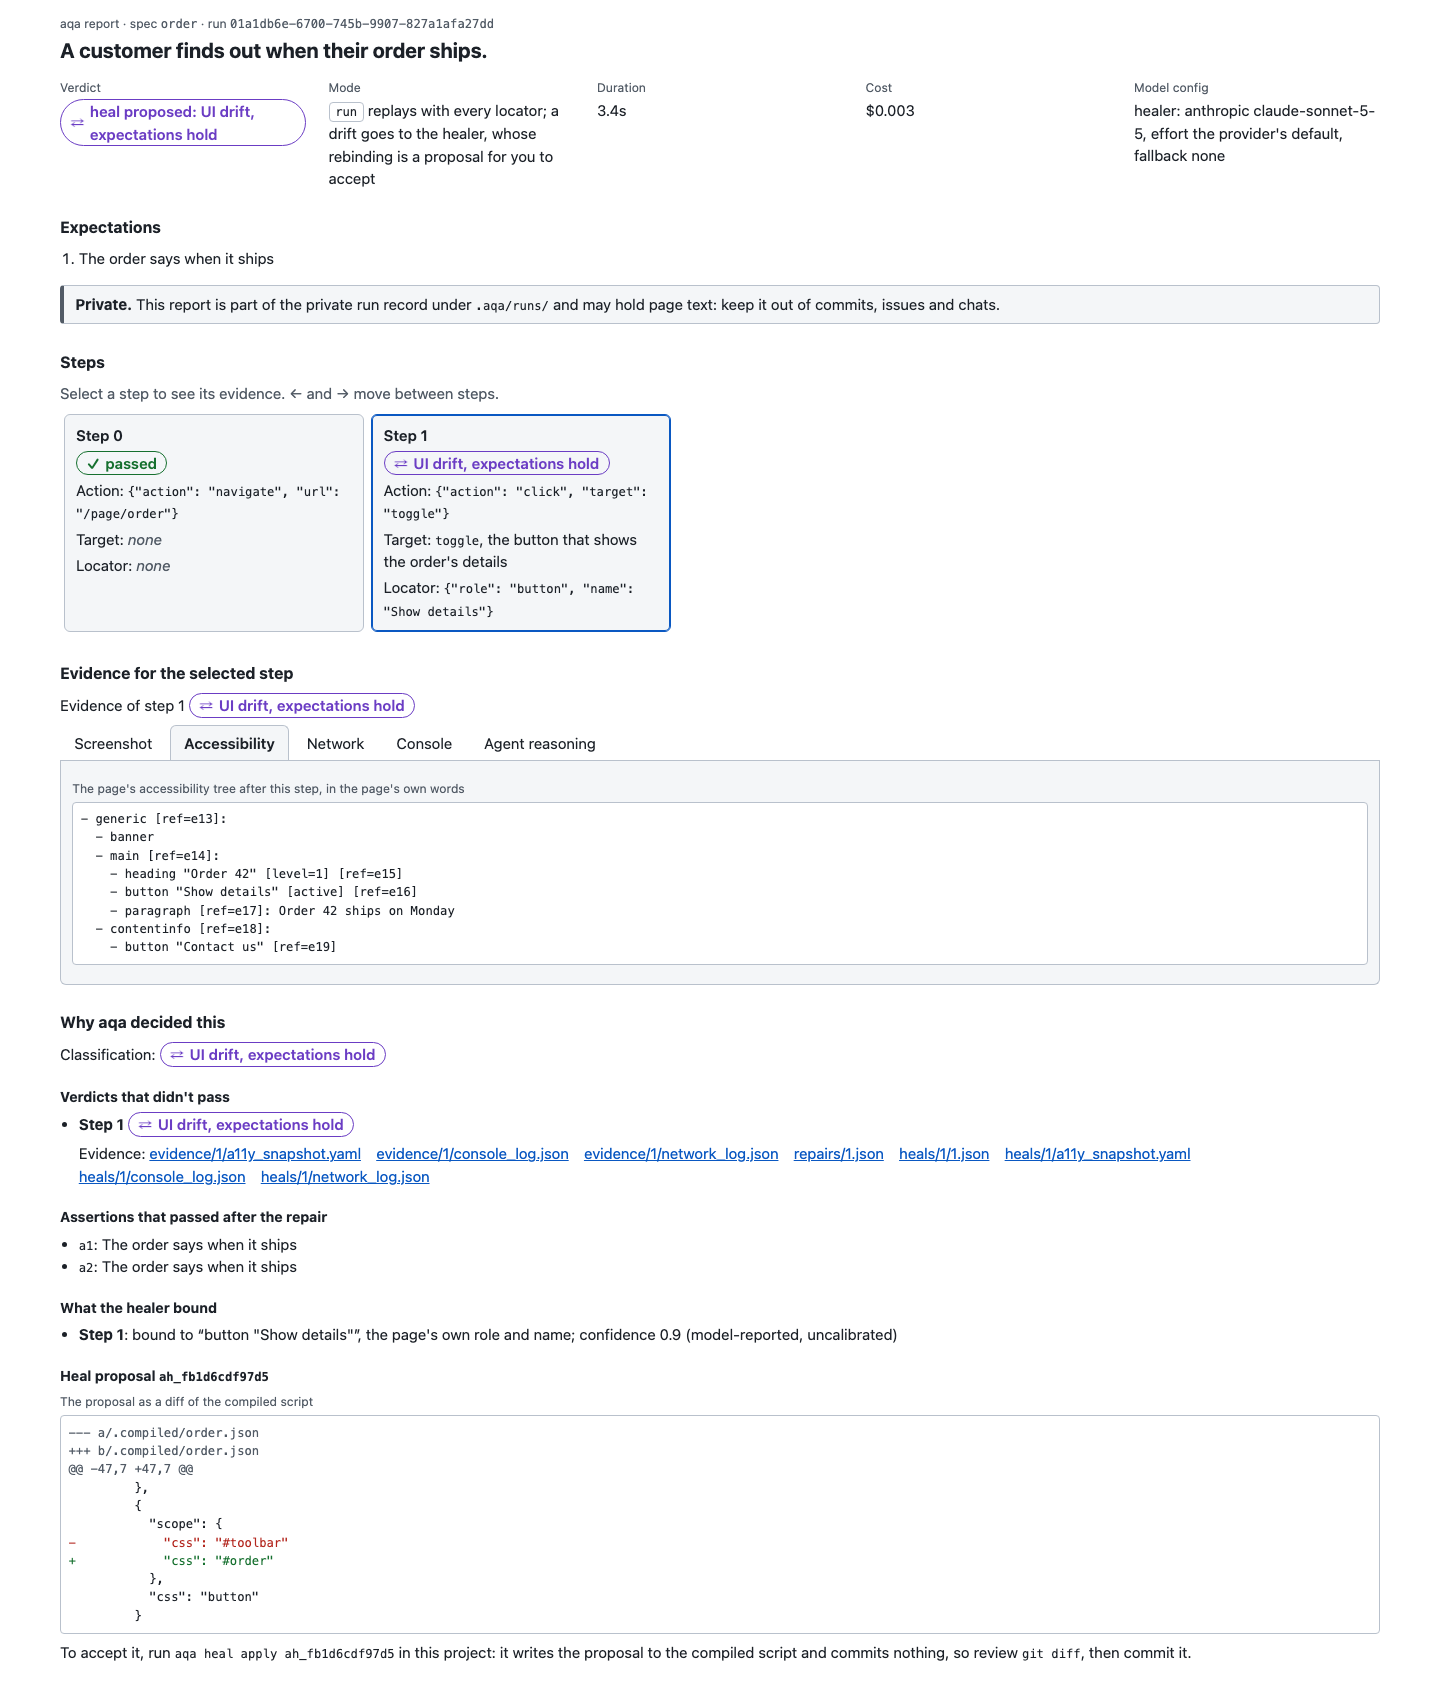 aqa report · spec order · run 01a1db6e-6700-745b-9907-827a1afa27dd
A customer finds out when their order ships.
Verdict
⇄ heal proposed: UI drift,
expectations hold
Mode
run replays with every locator; a
drift goes to the healer, whose
rebinding is a proposal for you to
accept
Duration
3.4s
Cost
$0.003
Model config
healer: anthropic claude-sonnet-5-
5, effort the provider's default,
fallback none
Expectations
1. The order says when it ships
Private. This report is part of the private run record under .aqa/runs/ and may hold page text: keep it out of commits, issues and chats.
Steps
Select a step to see its evidence. ← and → move between steps.
Step 0
✓ passed
Action: {"action": "navigate", "url":
"/page/order"}
Target: none
Locator: none
Step 1
⇄ UI drift, expectations hold
Action: {"action": "click", "target":
"toggle"}
Target: toggle, the button that shows
the order's details
Locator: {"role": "button", "name":
"Show details"}
Evidence for the selected step
Evidence of step 1 ⇄ UI drift, expectations hold
Screenshot Accessibility Network Console Agent reasoning
The page's accessibility tree after this step, in the page's own words
- generic [ref=e13]:
  - banner
  - main [ref=e14]:
    - heading "Order 42" [level=1] [ref=e15]
    - button "Show details" [active] [ref=e16]
    - paragraph [ref=e17]: Order 42 ships on Monday
  - contentinfo [ref=e18]:
    - button "Contact us" [ref=e19]
Why aqa decided this
Classification: ⇄ UI drift, expectations hold
Verdicts that didn't pass
• Step 1 ⇄ UI drift, expectations hold
Evidence: evidence/1/a11y_snapshot.yaml evidence/1/console_log.json evidence/1/network_log.json repairs/1.json heals/1/1.json heals/1/a11y_snapshot.yaml
heals/1/console_log.json heals/1/network_log.json
Assertions that passed after the repair
• a1: The order says when it ships
• a2: The order says when it ships
What the healer bound
• Step 1: bound to “button "Show details"”, the page's own role and name; confidence 0.9 (model-reported, uncalibrated)
Heal proposal ah_fb1d6cdf97d5
The proposal as a diff of the compiled script
--- a/.compiled/order.json
+++ b/.compiled/order.json
@@ -47,7 +47,7 @@
         },
         {
           "scope": {
-            "css": "#toolbar"
+            "css": "#order"
           },
           "css": "button"
         }
To accept it, run aqa heal apply ah_fb1d6cdf97d5 in this project: it writes the proposal to the compiled script and commits nothing, so review git diff, then commit it.